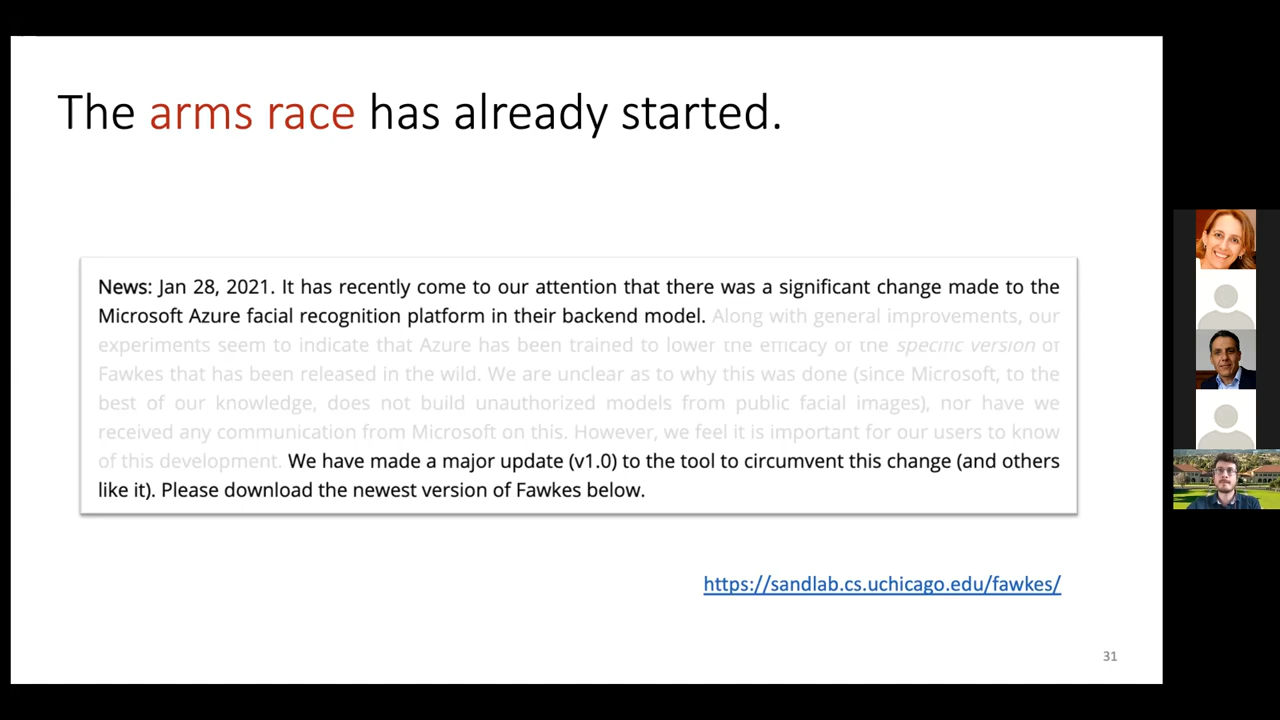 The arms race has already started.
News: Jan 28, 2021. It has recently come to our attention that there was a significant change made to the
Microsoft Azure facial recognition platform in their backend model. Along with general improvements, our
experiments seem to indicate that Azure has been trained to lower the efficacy of the specific version of
Fawkes that has been released in the wild. We are unclear as to why this was done (since Microsoft, to the
best of our knowledge, does not build unauthorized models from public facial images), nor have we
received any communication from Microsoft on this. However, we feel it is important for our users to know
of this development. We have made a major update (v1.0) to the tool to circumvent this change (and others
like it). Please download the newest version of Fawkes below.
https://sandlab.cs.uchicago.edu/fawkes/
31